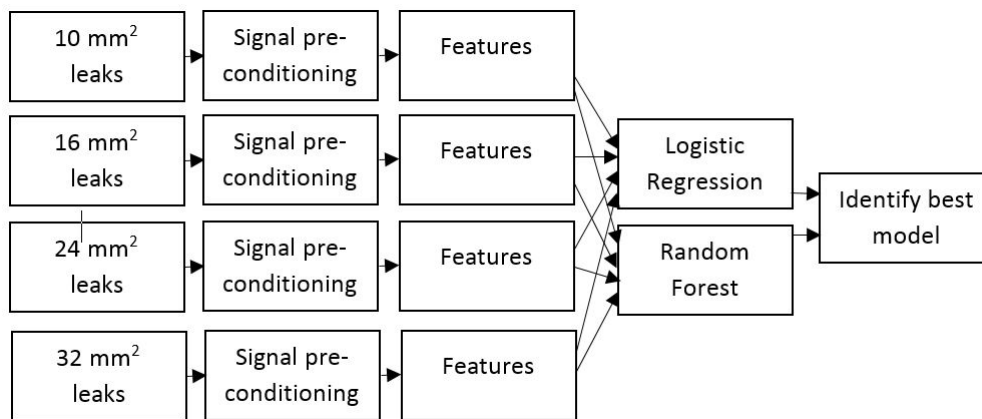 10 mm²
leaks
Signal pre-
conditioning
Features
16 mm²
leaks
Signal pre-
conditioning
Features
24 mm²
leaks
Signal pre-
conditioning
Features
32 mm²
leaks
Signal pre-
conditioning
Features
Logistic
Regression
Random
Forest
Identify best
model